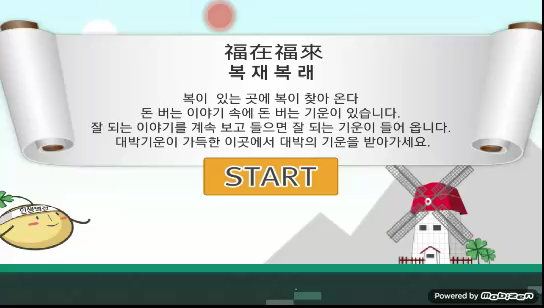 福在福來
복 재 복 래
복이 있는 곳에 복이 찾아 온다
돈 버는 이야기 속에 돈 버는 기운이 있습니다.
잘 되는 이야기를 계속 보고 들으면 잘 되는 기운이 들어 옵니다.
대박기운이 가득한 이곳에서 대박의 기운을 받아가세요.
START
Powered by Mobizen